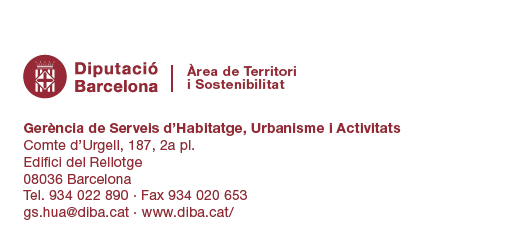 Diputació
Barcelona
Àrea de Territori
i Sostenibilitat
Gerència de Serveis d'Habitatge, Urbanisme i Activitats
Comte d'Urgell, 187, 2a pl.
Edifici del Rellotge
08036 Barcelona
Tel. 934 022 890 · Fax 934 020 653
gs.hua@diba.cat · www.diba.cat/